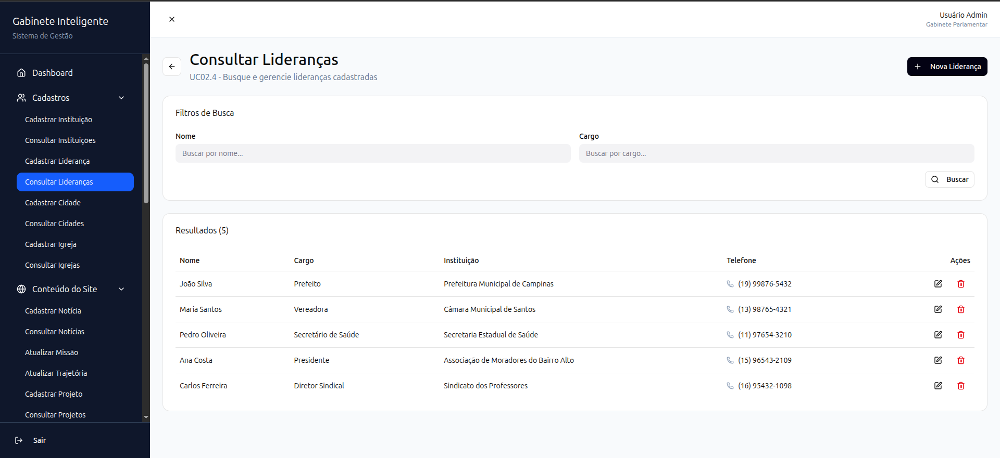 Gabinete Inteligente
Sistema de Gestão
Dashboard
Cadastros
Cadastrar Instituição
Consultar Instituições
Cadastrar Liderança
Consultar Lideranças
Cadastrar Cidade
Consultar Cidades
Cadastrar Igreja
Consultar Igrejas
Conteúdo do Site
Cadastrar Notícia
Consultar Notícias
Atualizar Missão
Atualizar Trajetória
Cadastrar Projeto
Consultar Projetos
Sair
Usuário Admin
Gabinete Parlamentar
Consultar Lideranças
UC02.4 - Busque e gerencie lideranças cadastradas
Nova Liderança
Filtros de Busca
Nome Cargo
Buscar por nome... Buscar por cargo...
Buscar
Resultados (5)
Nome Cargo Instituição Telefone Ações
João Silva Prefeito Prefeitura Municipal de Campinas (19) 99876-5432
Maria Santos Vereadora Câmara Municipal de Santos (13) 98765-4321
Pedro Oliveira Secretário de Saúde Secretaria Estadual de Saúde (11) 97654-3210
Ana Costa Presidente Associação de Moradores do Bairro Alto (15) 96543-2109
Carlos Ferreira Diretor Sindical Sindicato dos Professores (16) 95432-1098